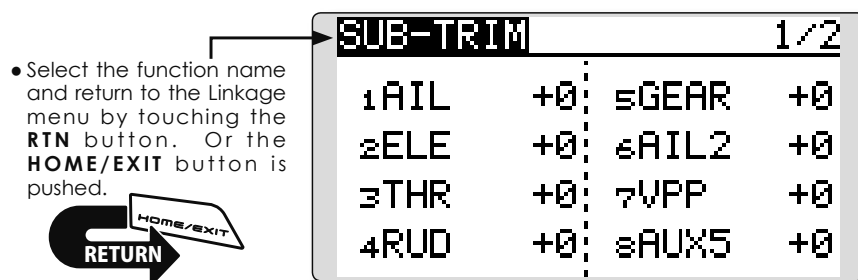 ● Select the function name
and return to the Linkage
menu by touching the
RTN button. Or the
HOME/EXIT button is
pushed.
HOME/EXIT
RETURN
SUB-TRIM 1/2
1AIL +0 5GEAR +0
2ELE +0 6AIL2 +0
3THR +0 7VPP +0
4RUD +0 8AUX5 +0